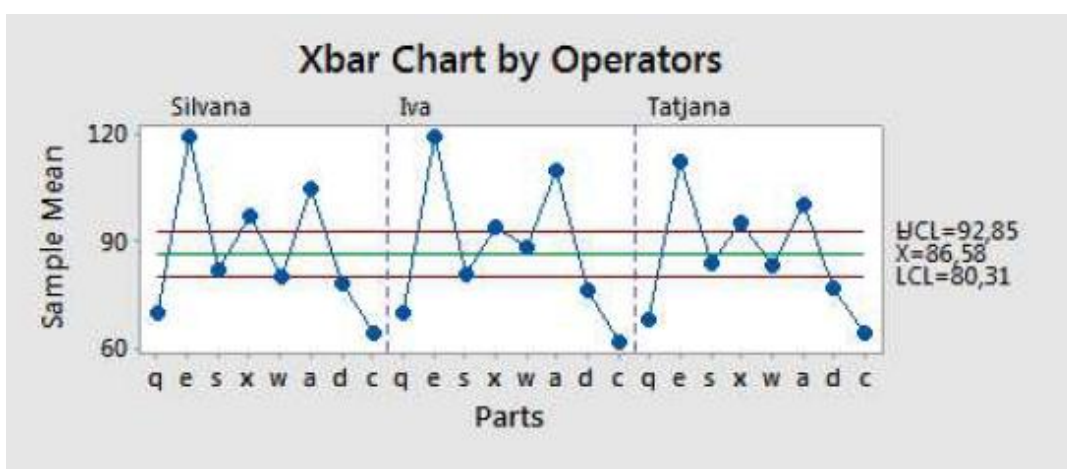 Xbar Chart by Operators
Silvana Iva Tatjana
120
90
60
Sample Mean
UCL=92,85
X=86,58
LCL=80,31
q e s x w a d c q e s x w a d c q e s x w a d c
Parts